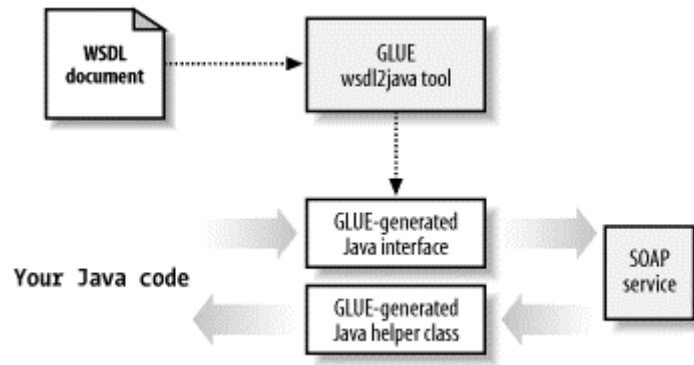 WSDL
document
GLUE
wsdl2java tool
GLUE-generated
Java interface
Your Java code
SOAP
service
GLUE-generated
Java helper class